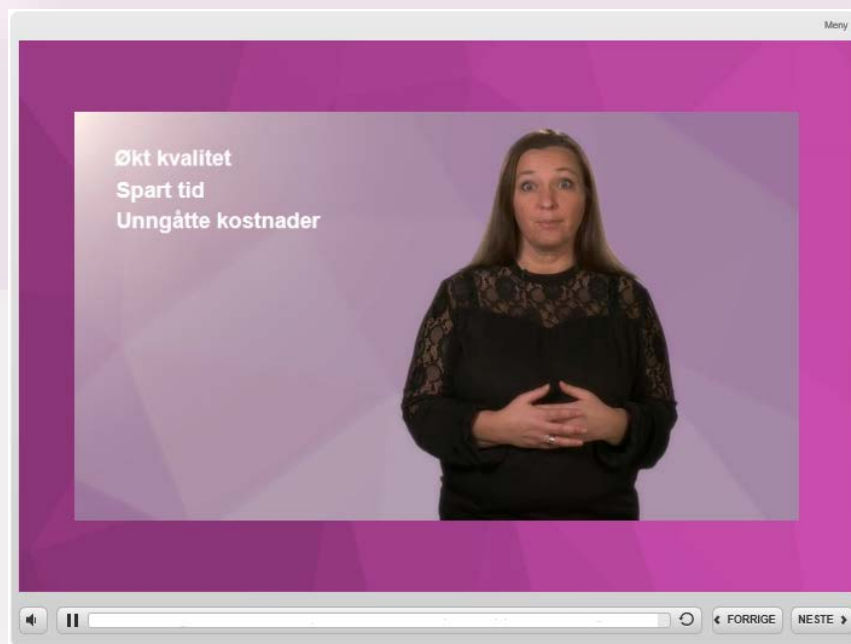 Meny
Økt kvalitet
Spart tid
Unngåtte kostnader
FORRIGE
NESTE